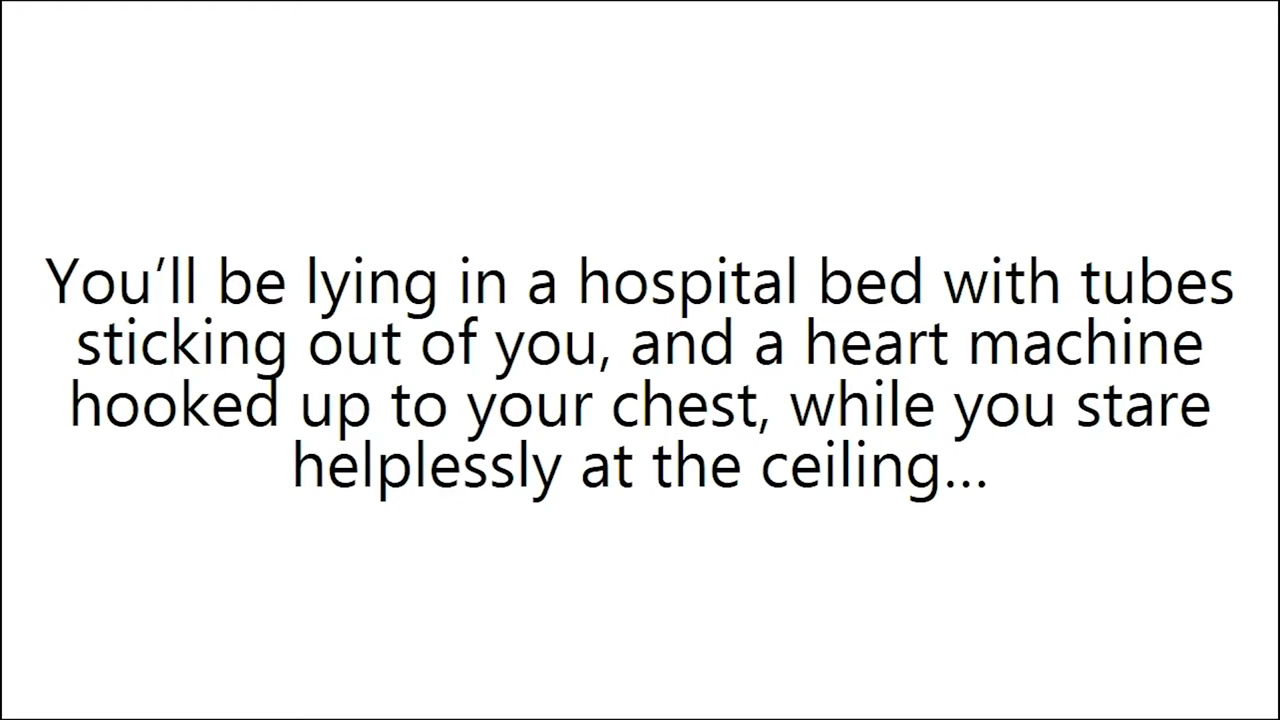 You’ll be lying in a hospital bed with tubes
sticking out of you, and a heart machine
hooked up to your chest, while you stare
helplessly at the ceiling...